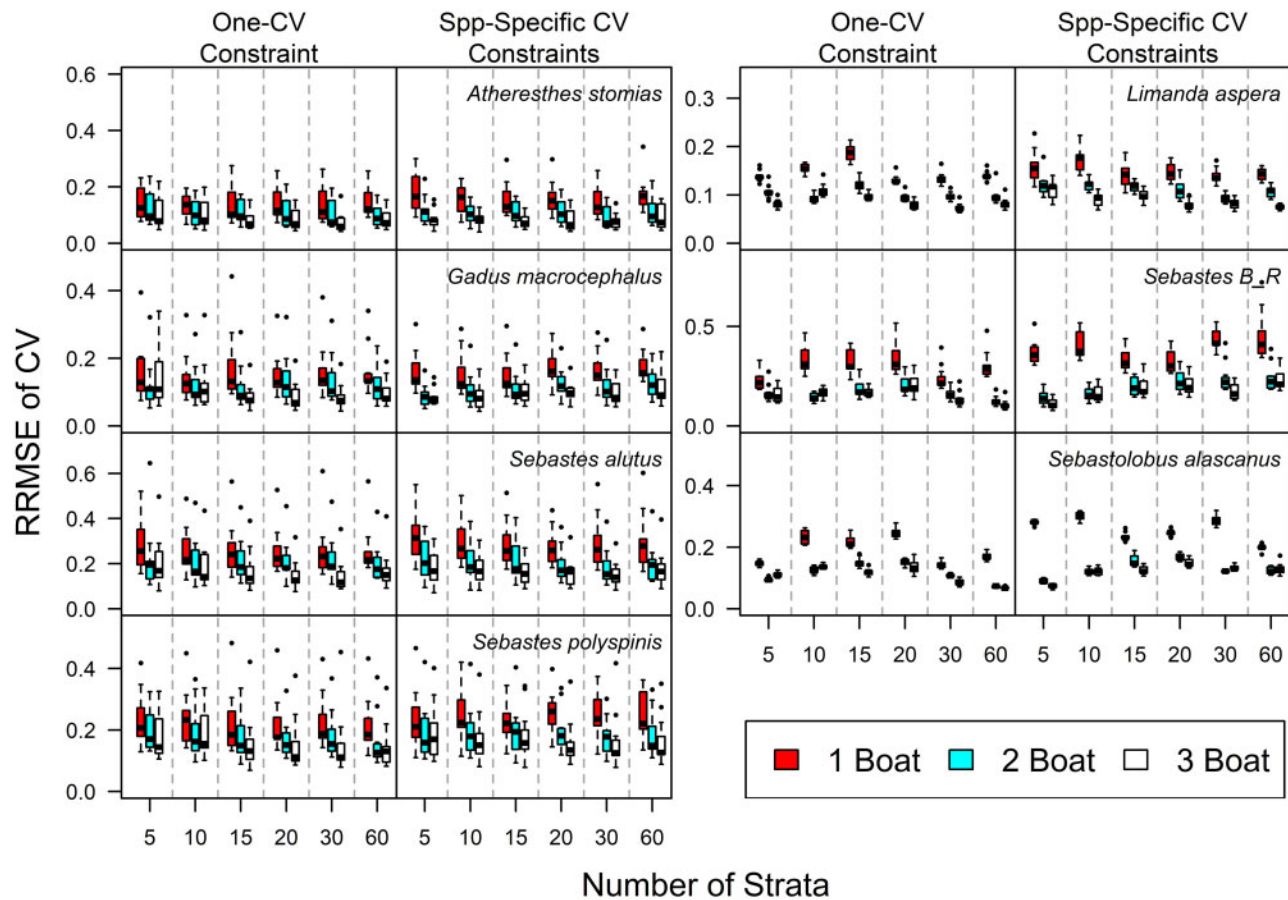 One-CV Constraint
Spp-Specific CV Constraints
One-CV Constraint
Spp-Specific CV Constraints
RRMSE of CV
0.6
0.4
0.2
0.0
Atheresthes stomias
0.4
0.2
0.0
Gadus macrocephalus
0.4
0.2
0.0
Sebastes alutus
0.6
0.4
0.2
0.0
Sebastes polyspinis
5 10 15 20 30 60
5 10 15 20 30 60
0.3
0.2
0.1
0.0
Limanda aspera
0.5
0.0
Sebastes B_R
0.4
0.2
0.0
Sebastolobus alascanus
5 10 15 20 30 60
5 10 15 20 30 60
1 Boat
2 Boat
3 Boat
Number of Strata